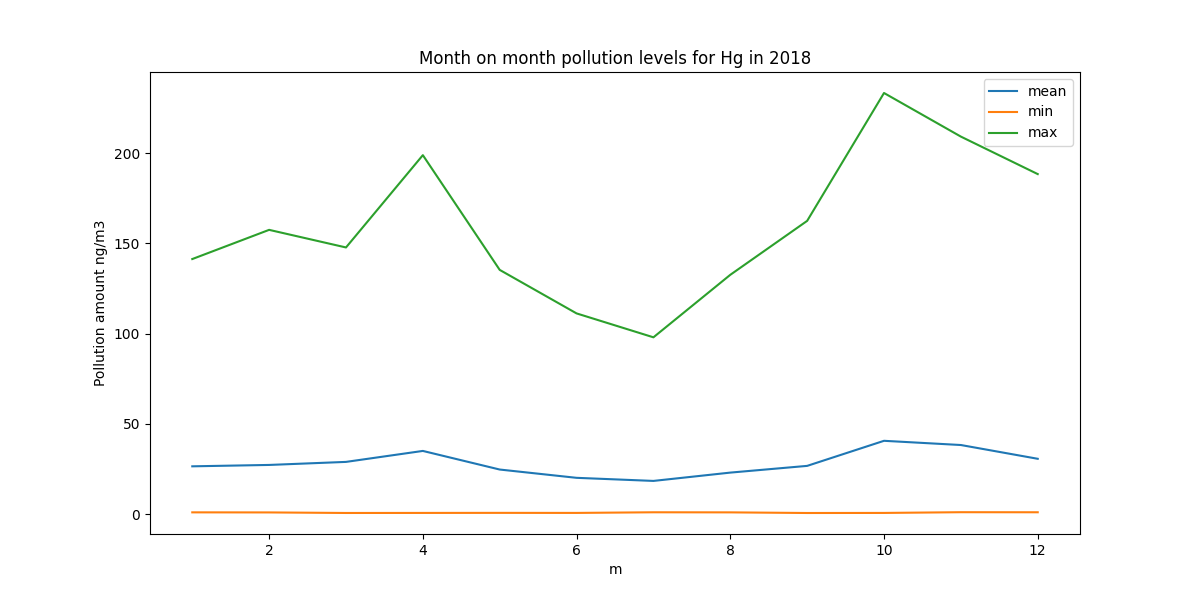 Month on month pollution levels for Hg in 2018
mean
min
max
200
150
100
50
0
Pollution amount ng/m3
2 4 6 8 10 12
m